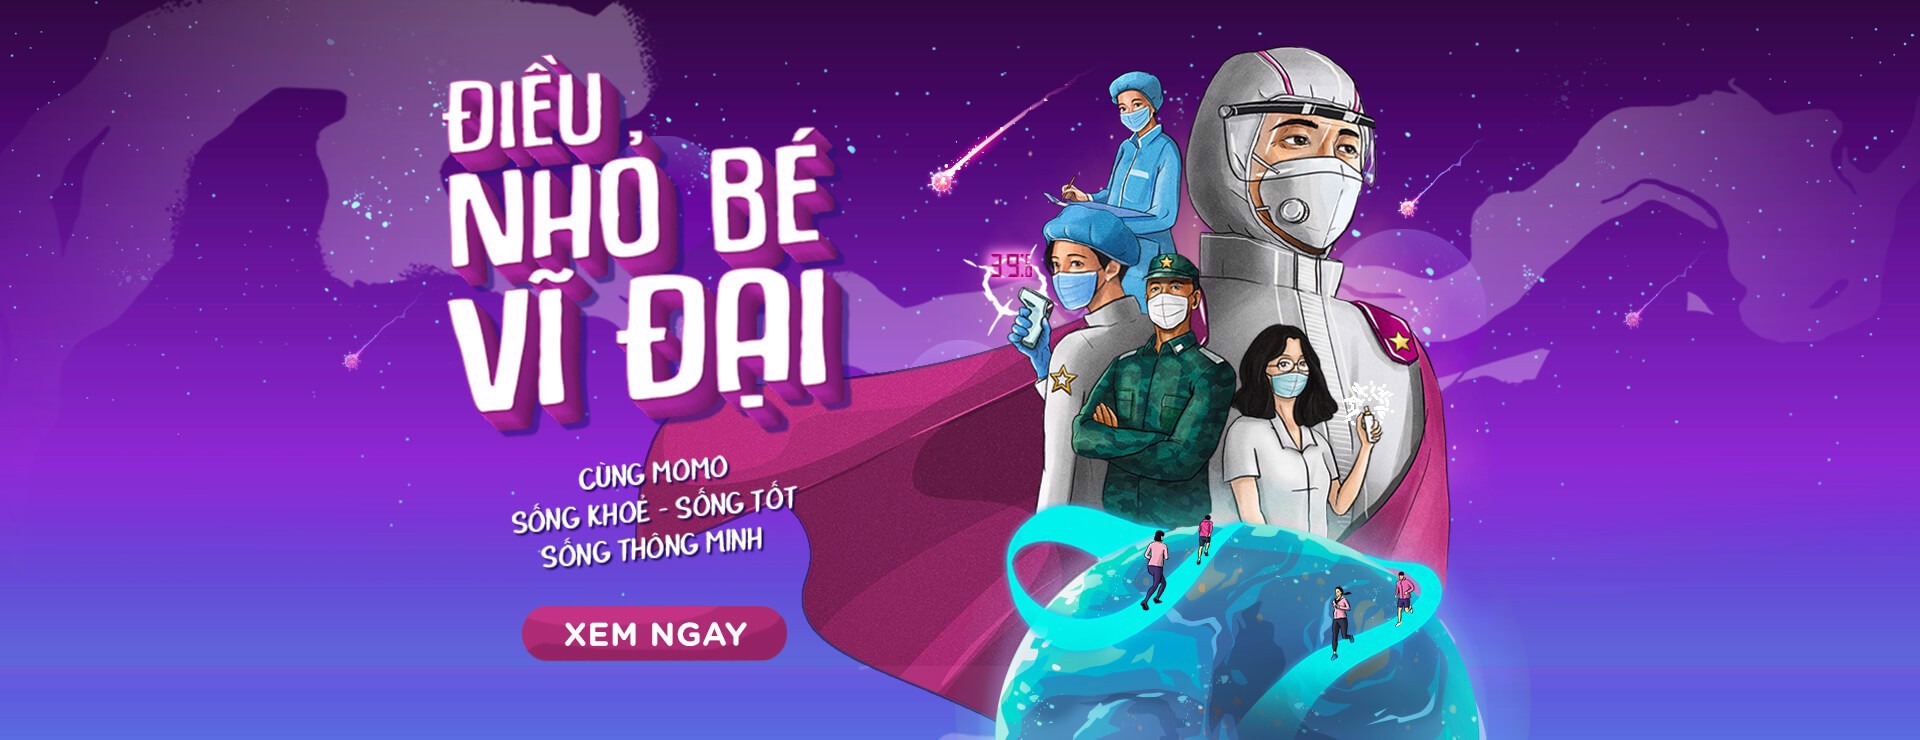 ĐIỀU
NHỎ BÉ
VĨ ĐẠI
CÙNG MOMO
SỐNG KHOẺ - SỐNG TỐT
SỐNG THÔNG MINH
XEM NGAY